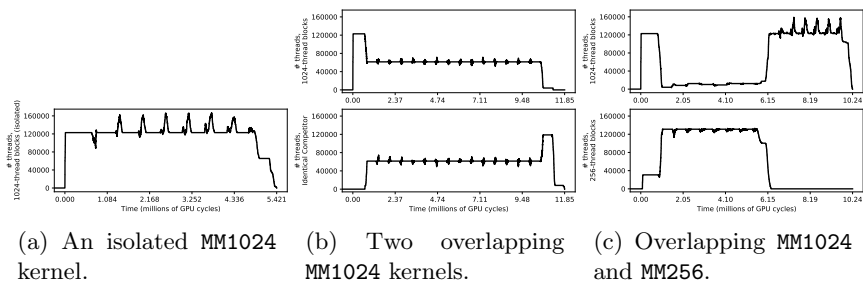 160000
120000
80000
40000
0
# threads,
1024-thread blocks (isolated)
0.000 1.084 2.168 3.252 4.336 5.421
Time (millions of GPU cycles)
(a) An isolated MM1024
kernel.
160000
120000
80000
40000
0
# threads,
1024-thread blocks
0.00 2.37 4.74 7.11 9.48 11.85
160000
120000
80000
40000
0
# threads,
Identical Competitor
0.00 2.37 4.74 7.11 9.48 11.85
Time (millions of GPU cycles)
(b) Two overlapping
MM1024 kernels.
160000
120000
80000
40000
0
# threads,
1024-thread blocks
0.00 2.05 4.10 6.15 8.19 10.24
160000
120000
80000
40000
0
# threads,
256-thread blocks
0.00 2.05 4.10 6.15 8.19 10.24
Time (millions of GPU cycles)
(c) Overlapping MM1024
and MM256.